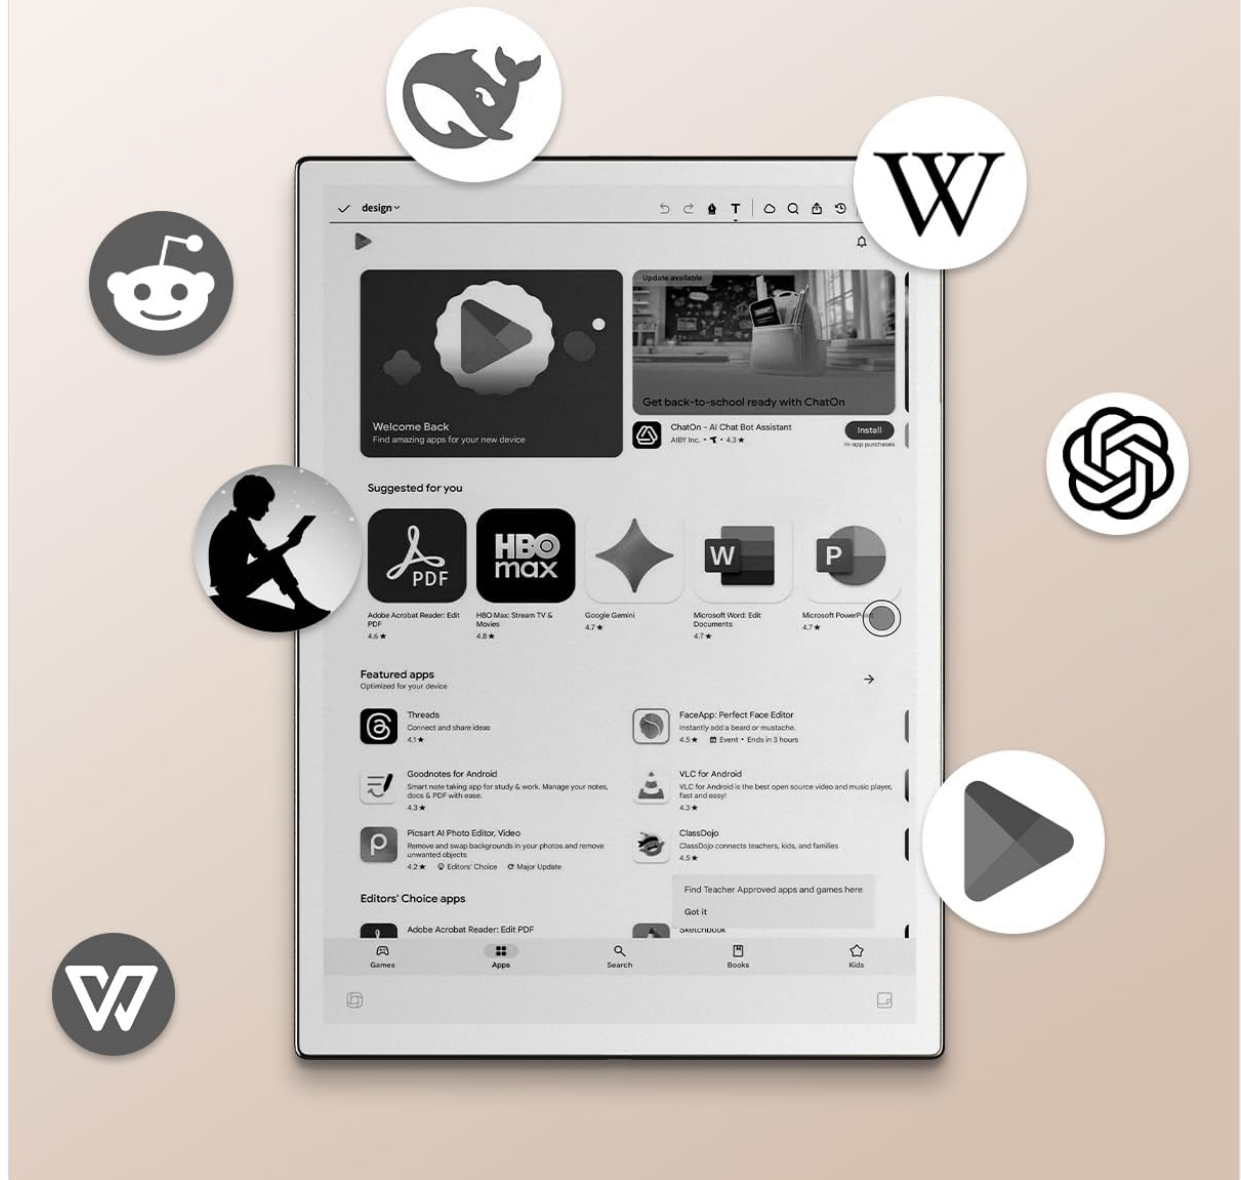 W
design
T
Update available
Get back-to-school ready with ChatOn
Welcome Back
Find amazing apps for your new device
ChatOn - AI Chat Bot Assistant
AIBY Inc. • T • 4.3 ★
Install
In-app purchases
Suggested for you
PDF
HBO
max
W
P
Adobe Acrobat Reader: Edit
PDF
4.6 ★
HBO Max: Stream TV &
Movies
4.8 ★
Google Gemini
4.7 ★
Microsoft Word: Edit
Documents
4.7 ★
Microsoft PowerPoint
4.7 ★
Featured apps
Optimized for your device
Threads
Connect and share ideas
4.1 ★
FaceApp: Perfect Face Editor
Instantly add a beard or mustache.
4.5 ★ Event • Ends in 3 hours
Goodnotes for Android
Smart note taking app for study & work. Manage your notes,
docs & PDF with ease.
4.3 ★
VLC for Android
VLC for Android is the best open source video and music player,
fast and easy!
4.3 ★
Picsart AI Photo Editor, Video
Remove and swap backgrounds in your photos and remove
unwanted objects
4.2 ★ Editors' Choice Major Update
ClassDojo
ClassDojo connects teachers, kids, and families
4.5 ★
Find Teacher Approved apps and games here
Got it
Editors' Choice apps
Adobe Acrobat Reader: Edit PDF
Sketchbook
Games
Apps
Search
Books
Kids
W